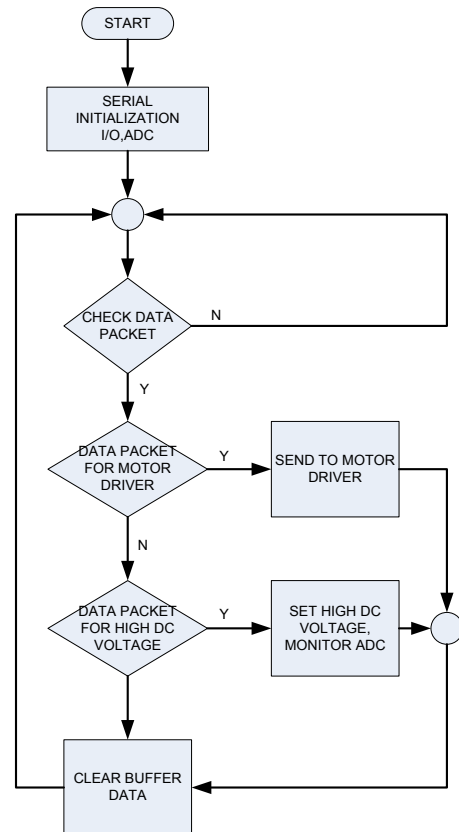 START
SERIAL
INITIALIZATION
I/O,ADC
CHECK DATA
PACKET
N
Y
DATA PACKET
FOR MOTOR
DRIVER
Y
SEND TO MOTOR
DRIVER
N
DATA PACKET
FOR HIGH DC
VOLTAGE
Y
SET HIGH DC
VOLTAGE,
MONITOR ADC
CLEAR BUFFER
DATA